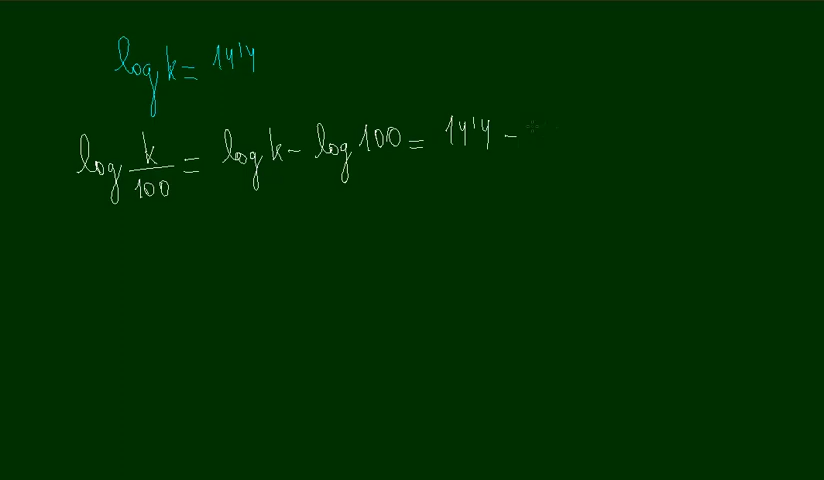 log k = 14'4
log k/100 = log k - log 100 = 14'4 -